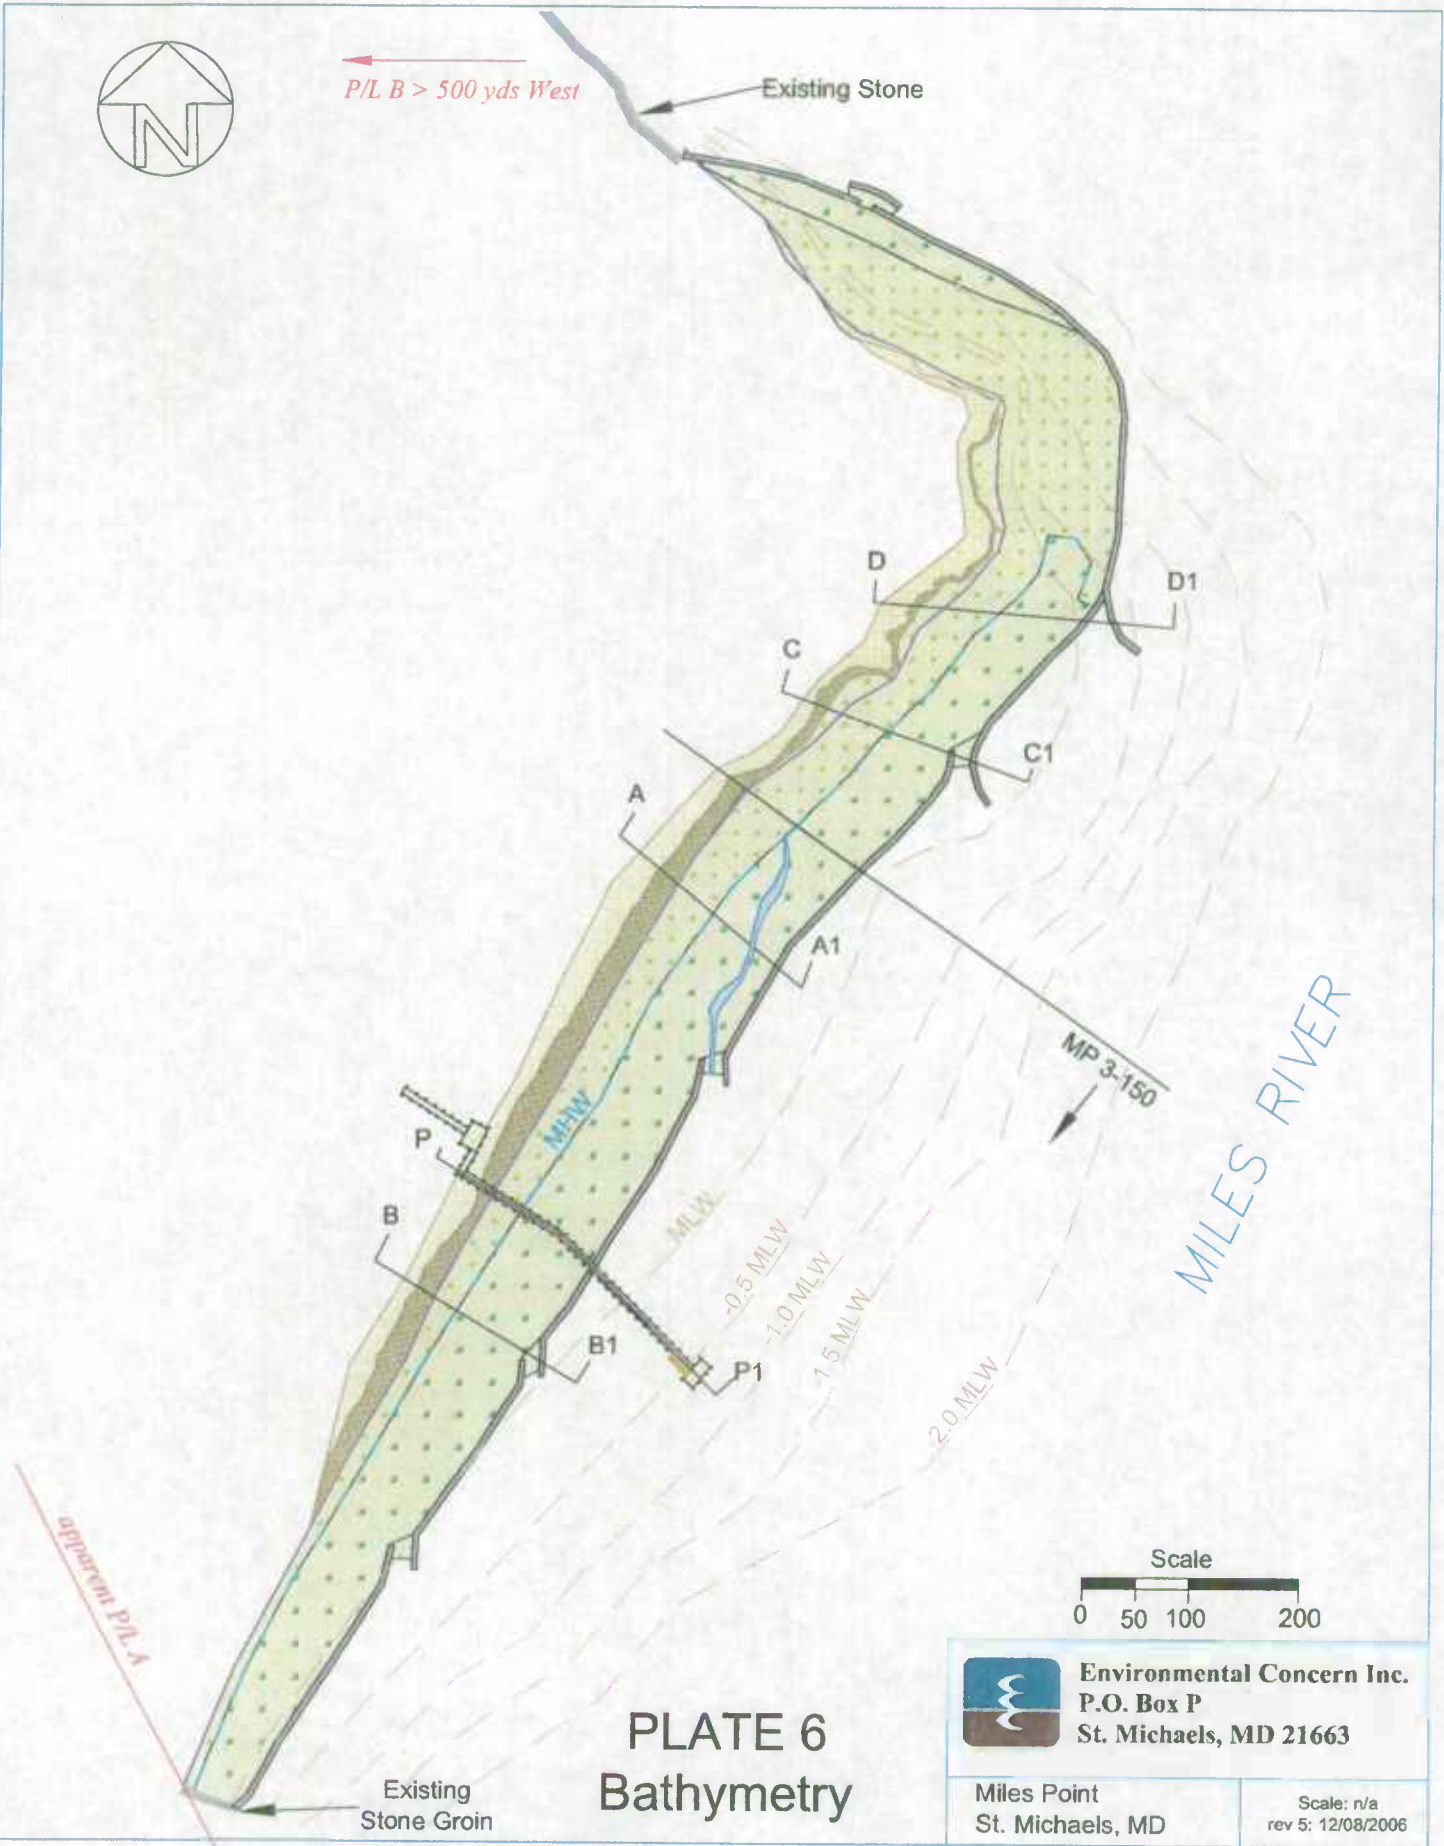 N
P/L B > 500 yds West
Existing Stone
D
D1
C
C1
A
A1
MP 3-150
MILES RIVER
MHW
P
B
MLW
-0.5 MLW
-1.0 MLW
1.5 MLW
2.0 MLW
B1
P1
apparent P/L A
Scale
0 50 100 200
Environmental Concern Inc.
P.O. Box P
St. Michaels, MD 21663
PLATE 6
Bathymetry
Existing
Stone Groin
Miles Point
St. Michaels, MD
Scale: n/a
rev 5: 12/08/2006